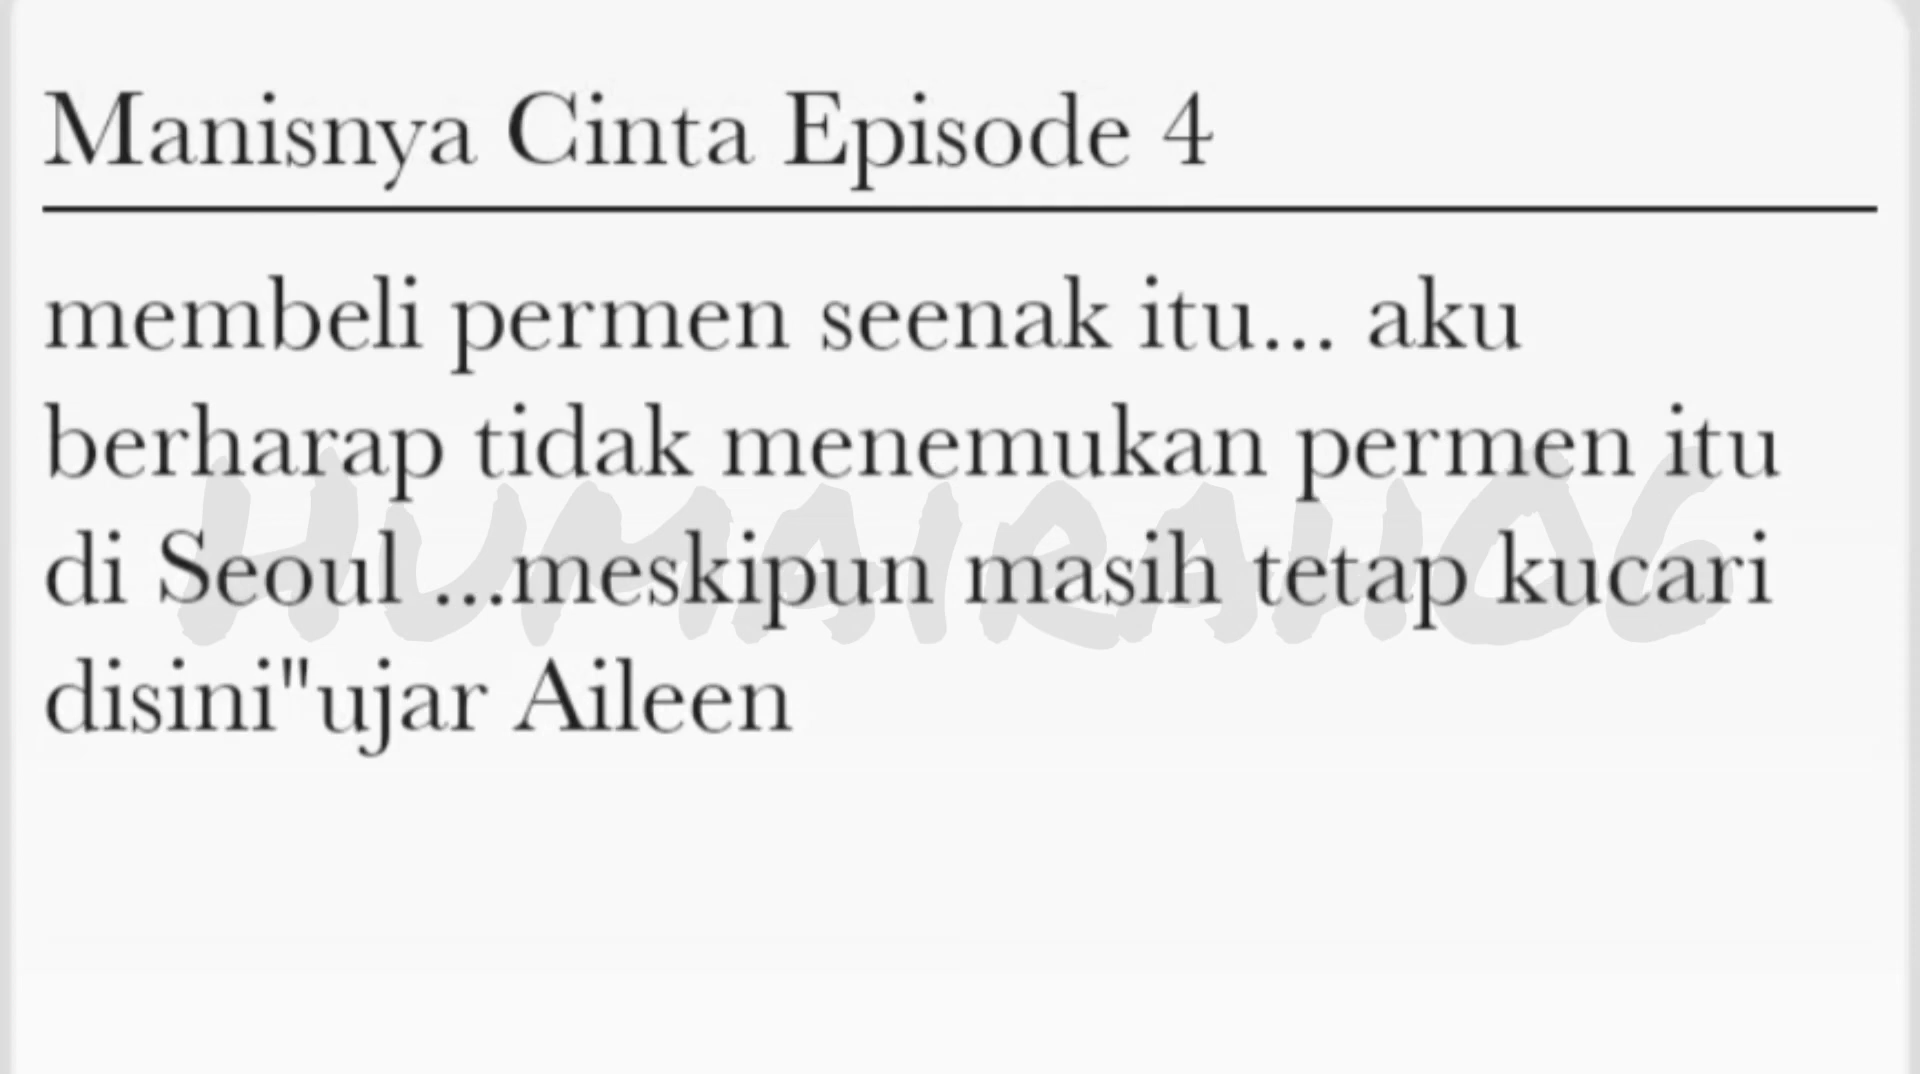 Manisnya Cinta Episode 4
membeli permen seenak itu... aku
berharap tidak menemukan permen itu
di Seoul ...meskipun masih tetap kucari
disini"ujar Aileen
HUMAIRAH06